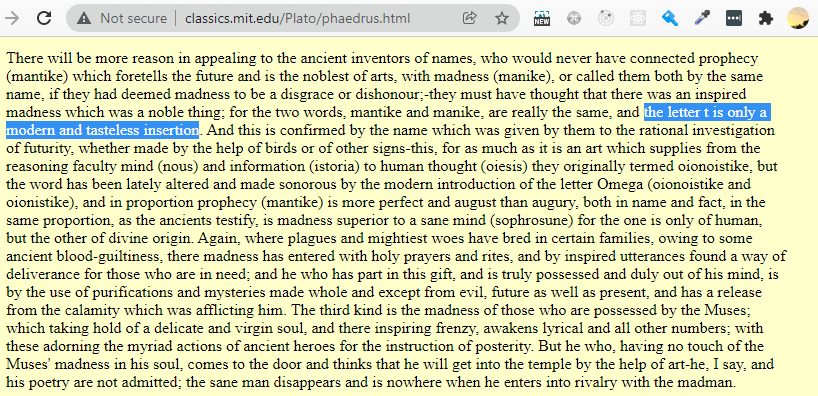 Not secure | classics.mit.edu/Plato/phaedrus.html
NEW
There will be more reason in appealing to the ancient inventors of names, who would never have connected prophecy
(mantike) which foretells the future and is the noblest of arts, with madness (manike), or called them both by the same
name, if they had deemed madness to be a disgrace or dishonour;-they must have thought that there was an inspired
madness which was a noble thing; for the two words, mantike and manike, are really the same, and the letter t is only a
modern and tasteless insertion. And this is confirmed by the name which was given by them to the rational investigation
of futurity, whether made by the help of birds or of other signs-this, for as much as it is an art which supplies from the
reasoning faculty mind (nous) and information (istoria) to human thought (oiesis) they originally termed oionoistike, but
the word has been lately altered and made sonorous by the modern introduction of the letter Omega (oionoistike and
oionistike), and in proportion prophecy (mantike) is more perfect and august than augury, both in name and fact, in the
same proportion, as the ancients testify, is madness superior to a sane mind (sophrosune) for the one is only of human,
but the other of divine origin. Again, where plagues and mightiest woes have bred in certain families, owing to some
ancient blood-guiltiness, there madness has entered with holy prayers and rites, and by inspired utterances found a way of
deliverance for those who are in need; and he who has part in this gift, and is truly possessed and duly out of his mind, is
by the use of purifications and mysteries made whole and except from evil, future as well as present, and has a release
from the calamity which was afflicting him. The third kind is the madness of those who are possessed by the Muses;
which taking hold of a delicate and virgin soul, and there inspiring frenzy, awakens lyrical and all other numbers; with
these adorning the myriad actions of ancient heroes for the instruction of posterity. But he who, having no touch of the
Muses' madness in his soul, comes to the door and thinks that he will get into the temple by the help of art-he, I say, and
his poetry are not admitted; the sane man disappears and is nowhere when he enters into rivalry with the madman.